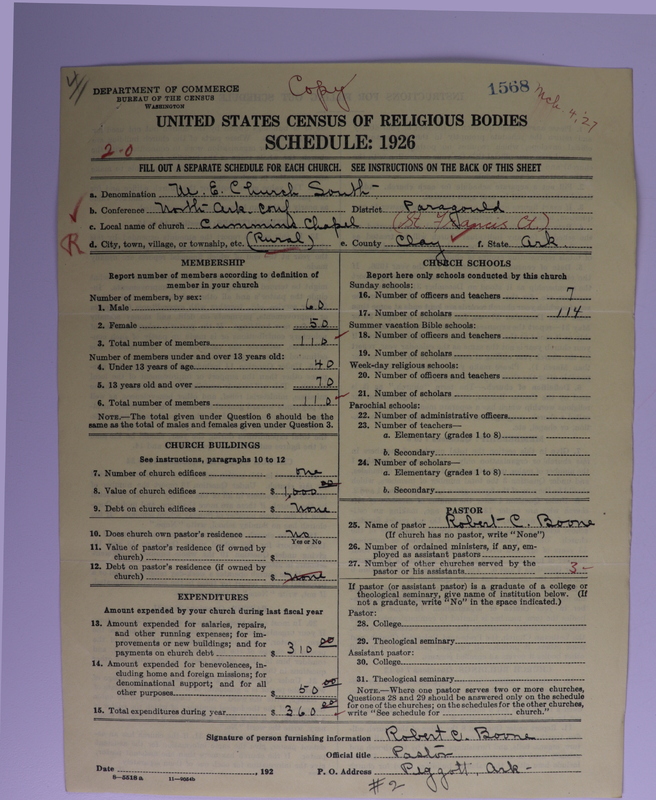 V//
DEPARTMENT OF COMMERCE
BUREAU OF THE CENSUS
WASHINGTON
Copy
1568
Mch. 4, '27
UNITED STATES CENSUS OF RELIGIOUS BODIES
SCHEDULE: 1926
2-0
FILL OUT A SEPARATE SCHEDULE FOR EACH CHURCH. SEE INSTRUCTIONS ON THE BACK OF THIS SHEET
a. Denomination M. E. Church South-
b. Conference North Ark. Conf District Paragould
c. Local name of church Cummins Chapel (St. Francis Ct.)
R d. City, town, village, or township, etc. (Rural) e. County Clay f. State Ark.
MEMBERSHIP
Report number of members according to definition of
member in your church
Number of members, by sex:
1. Male 60
2. Female 50
3. Total number of members 110
Number of members under and over 13 years old:
4. Under 13 years of age 40
5. 13 years old and over 70
6. Total number of members 110
NOTE.—The total given under Question 6 should be the
same as the total of males and females given under Question 3.
CHURCH BUILDINGS
See instructions, paragraphs 10 to 12
7. Number of church edifices one
8. Value of church edifices $ 1,000 00
9. Debt on church edifices $ None
10. Does church own pastor's residence No
Yes or No
11. Value of pastor's residence (if owned by
church) $
12. Debt on pastor's residence (if owned by
church) $ None
EXPENDITURES
Amount expended by your church during last fiscal year
13. Amount expended for salaries, repairs,
and other running expenses; for im-
provements or new buildings; and for
payments on church debt $ 310 00
14. Amount expended for benevolences, in-
cluding home and foreign missions; for
denominational support; and for all
other purposes $ 50 00
15. Total expenditures during year $ 360 00
CHURCH SCHOOLS
Report here only schools conducted by this church
Sunday schools:
16. Number of officers and teachers 7
17. Number of scholars 114
Summer vacation Bible schools:
18. Number of officers and teachers
19. Number of scholars
Week-day religious schools:
20. Number of officers and teachers
21. Number of scholars
Parochial schools:
22. Number of administrative officers
23. Number of teachers—
a. Elementary (grades 1 to 8)
b. Secondary
24. Number of scholars—
a. Elementary (grades 1 to 8)
b. Secondary
PASTOR
25. Name of pastor Robert C. Boone
(If church has no pastor, write "None")
26. Number of ordained ministers, if any, em-
ployed as assistant pastors
27. Number of other churches served by the
pastor or his assistants 3-
If pastor (or assistant pastor) is a graduate of a college or
theological seminary, give name of institution below. (If
not a graduate, write "No" in the space indicated.)
Pastor:
28. College
29. Theological seminary
Assistant pastor:
30. College
31. Theological seminary
NOTE.—Where one pastor serves two or more churches,
Questions 28 and 29 should be answered only on the schedule
for one of the churches; on the schedules for the other churches,
write "See schedule for church."
Signature of person furnishing information Robert C. Boone
Official title Pastor
Date , 192 P. O. Address Piggott, Ark-
8-5518 a 11-9024b
#2